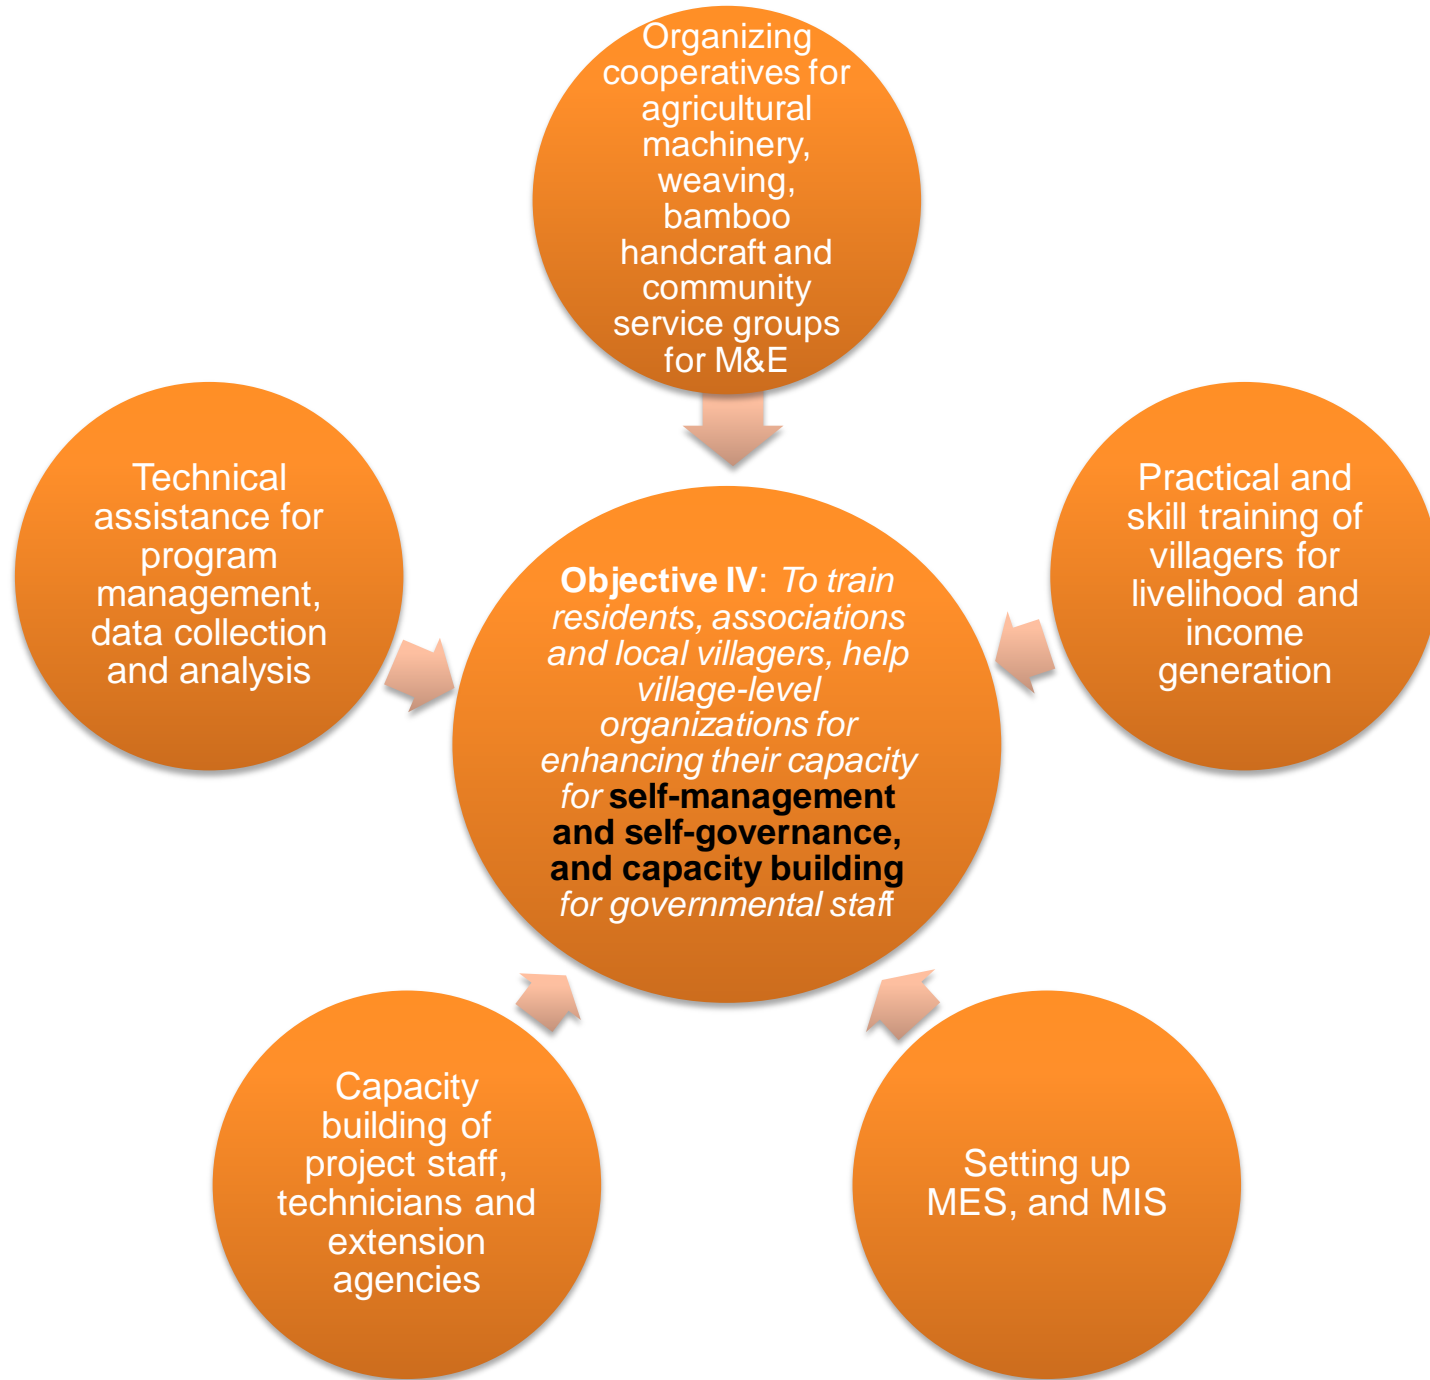 Organizing
cooperatives for
agricultural
machinery,
weaving,
bamboo
handcraft and
community
service groups
for M&E
Technical
assistance for
program
management,
data collection
and analysis
Practical and
skill training of
villagers for
livelihood and
income
generation
Objective IV: To train
residents, associations
and local villagers, help
village-level
organizations for
enhancing their capacity
for self-management
and self-governance,
and capacity building
for governmental staff
Capacity
building of
project staff,
technicians and
extension
agencies
Setting up
MES, and MIS